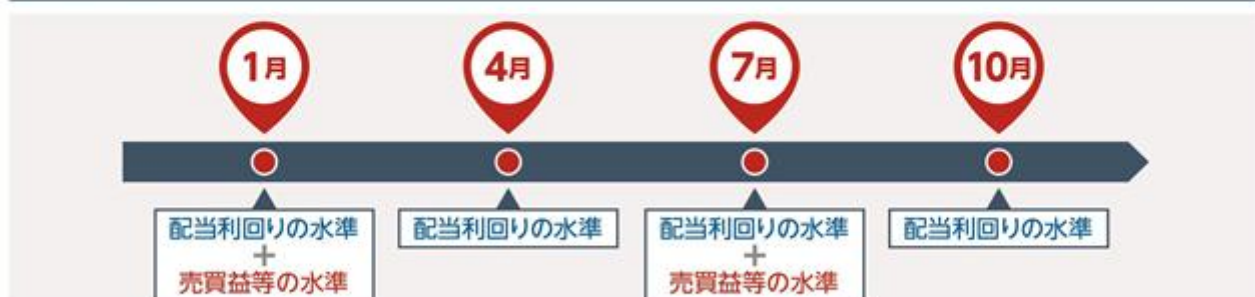 1月
4月
7月
10月
配当利回りの水準
+
売買益等の水準
配当利回りの水準
配当利回りの水準
+
売買益等の水準
配当利回りの水準